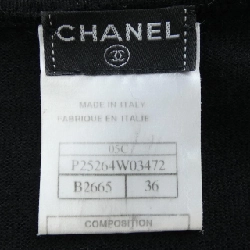 CHANEL
MADE IN ITALY
FABRIQUE EN ITALIE
05C
P25264W03472
B2665 36
COMPOSITION